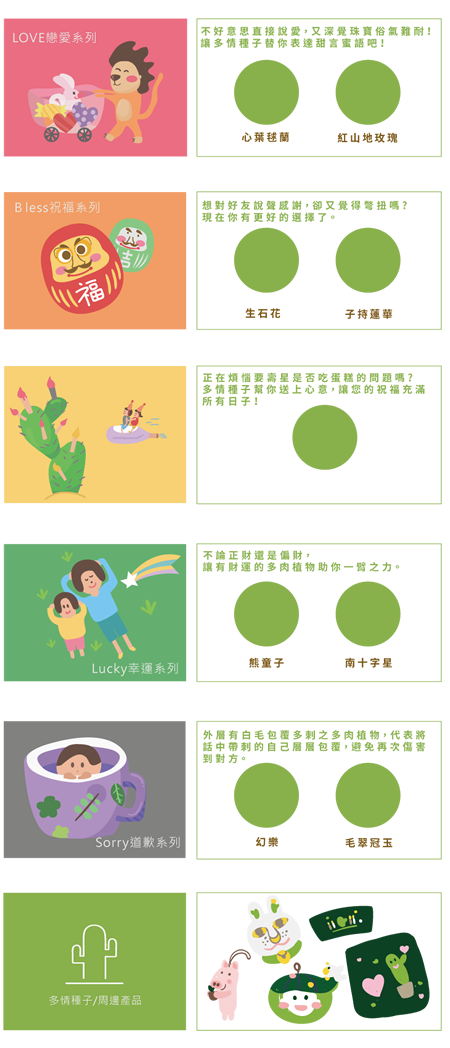 LOVE戀愛系列
不好意思直接說愛，又深覺珠寶俗氣難耐！
讓多情種子替你表達甜言蜜語吧！
心葉毬蘭
紅山地玫瑰
Bless祝福系列
福
吉
想對好友說聲感謝，卻又覺得彆扭嗎？
現在你有更好的選擇了。
生石花
子持蓮華
正在煩惱要壽星是否吃蛋糕的問題嗎？
多情種子幫你送上心意，讓您的祝福充滿
所有日子！
不論正財還是偏財，
讓有財運的多肉植物助你一臂之力。
熊童子
南十字星
Lucky幸運系列
外層有白毛包覆多刺之多肉植物，代表將
話中帶刺的自己層層包覆，避免再次傷害
到對方。
幻樂
毛翠冠玉
Sorry道歉系列
多情種子/周邊產品